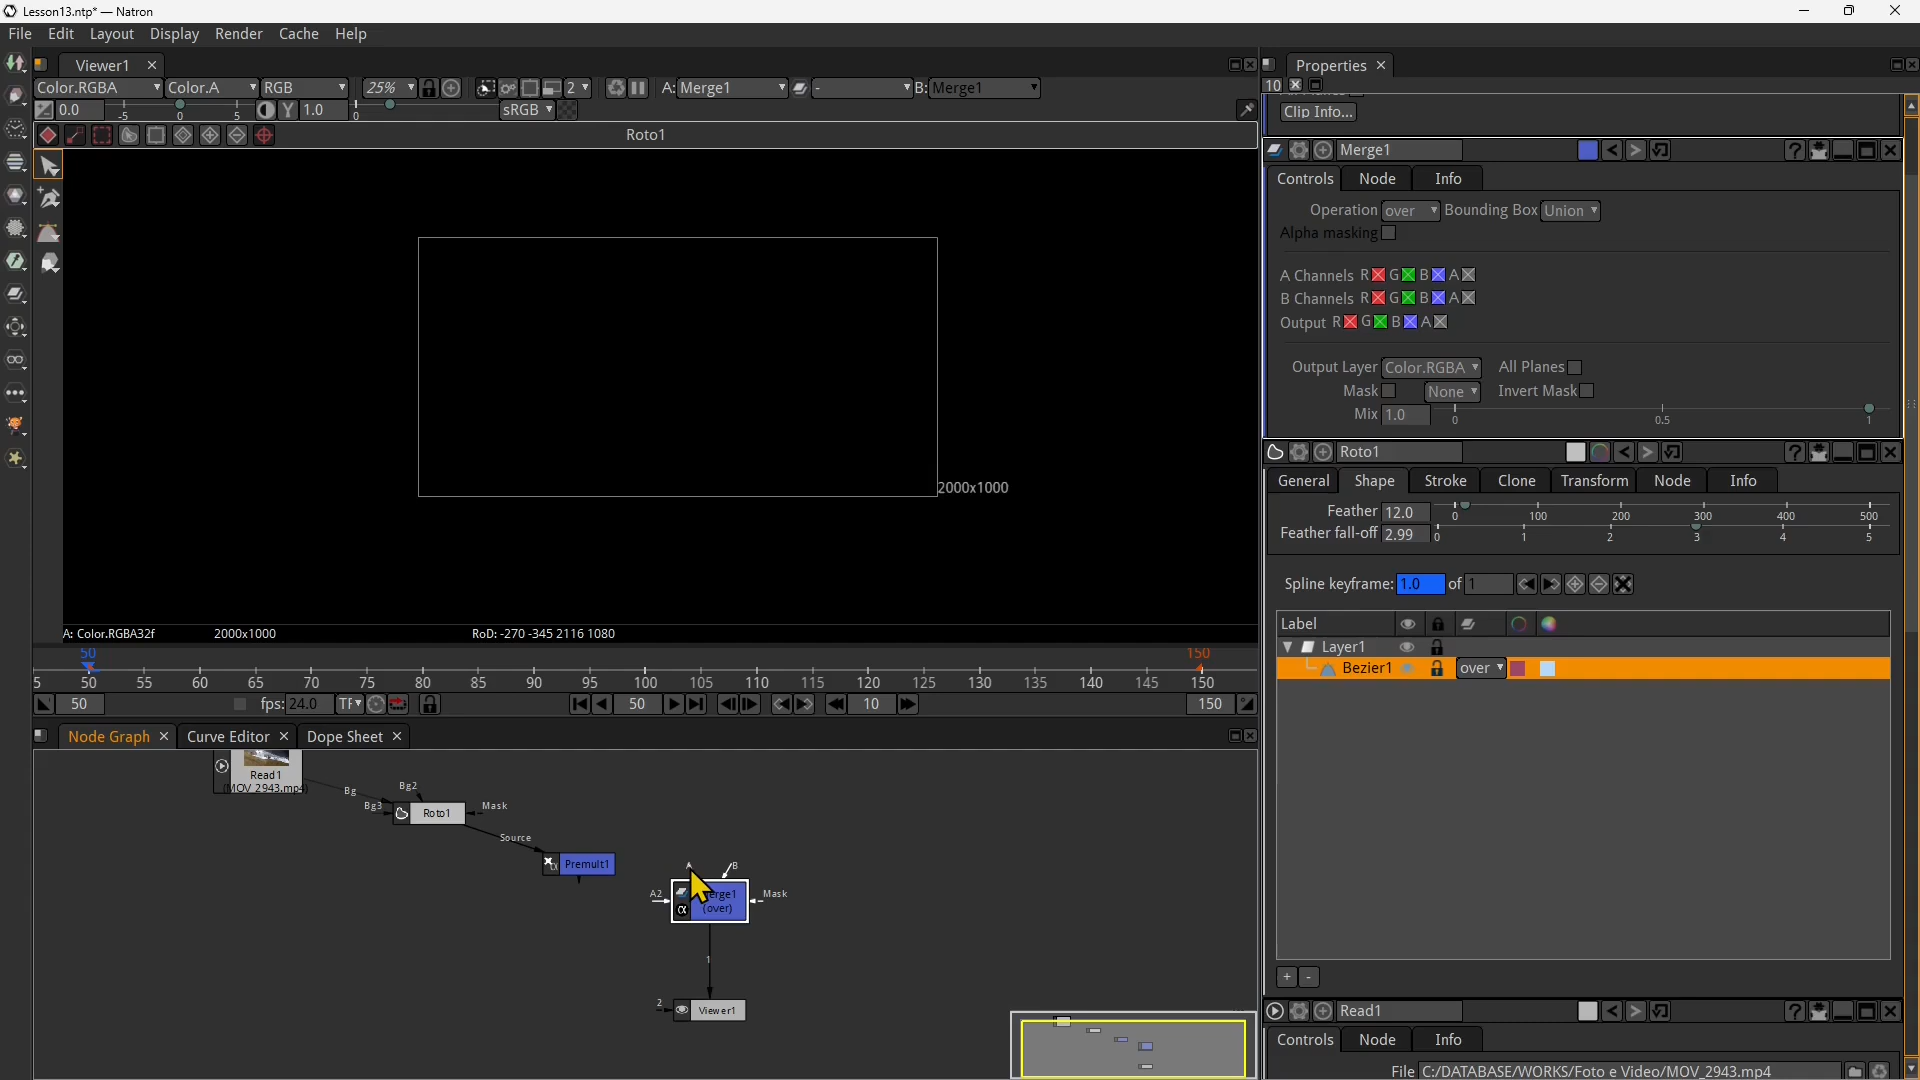 Lesson13.ntp* — Natron
File Edit Layout Display Render Cache Help
Viewer1
Properties
Color.RGBA Color.A RGB 25% 2 A: Merge1 - B: Merge1
10
0.0 -5 0 5 Y 1.0 0 sRGB
Clip Info...
Roto1
Merge1
Controls Node Info
Operation over Bounding Box Union
Alpha masking
A Channels R G B A
B Channels R G B A
Output R G B A
Output Layer Color.RGBA All Planes
Mask None Invert Mask
Mix 1.0 0 0.5 1
Roto1
General Shape Stroke Clone Transform Node Info
Feather 12.0 0 100 200 300 400 500
Feather fall-off 2.99 0 1 2 3 4 5
2000x1000
Spline keyframe: 1.0 of 1
Label
Layer1
Bezier1 over
A: Color.RGBA32f 2000x1000 RoD: -270 -345 2116 1080
50 150
5 50 55 60 65 70 75 80 85 90 95 100 105 110 115 120 125 130 135 140 145 150
50 fps: 24.0 TF 50 10 150
Node Graph Curve Editor Dope Sheet
Read1
(MOV_2943.mp4)
Bg Bg2
Bg3 Roto1 Mask
Source
Premult1
A B
A2 Merge1 Mask
(over)
1
2 Viewer1
+ -
Read1
Controls Node Info
File C:/DATABASE/WORKS/Foto e Video/MOV_2943.mp4